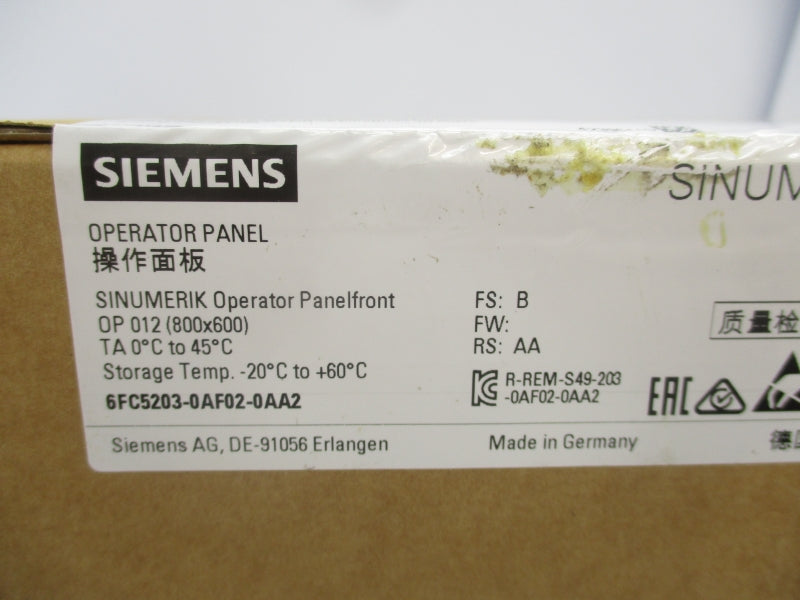 SIEMENS
SINUM
OPERATOR PANEL
操作面板
SINUMERIK Operator Panelfront
OP 012 (800x600)
TA 0°C to 45°C
Storage Temp. -20°C to +60°C
6FC5203-0AF02-0AA2
FS: B
FW:
RS: AA
R-REM-S49-203
-0AF02-0AA2
EAC
质量检
Siemens AG, DE-91056 Erlangen
Made in Germany
德国